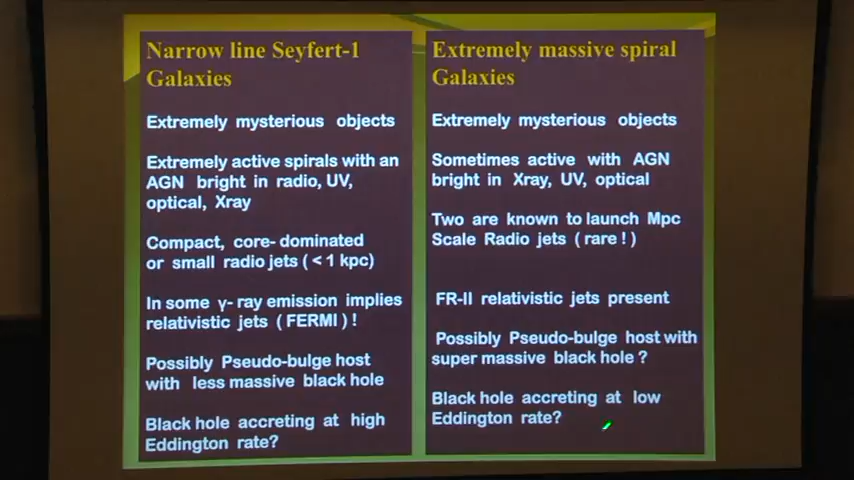 Narrow line Seyfert-1
Galaxies
Extremely mysterious objects
Extremely active spirals with an
AGN bright in radio, UV,
optical, Xray
Compact, core- dominated
or small radio jets ( < 1 kpc)
In some γ- ray emission implies
relativistic jets ( FERMI ) !
Possibly Pseudo-bulge host
with less massive black hole
Black hole accreting at high
Eddington rate?
Extremely massive spiral
Galaxies
Extremely mysterious objects
Sometimes active with AGN
bright in Xray, UV, optical
Two are known to launch Mpc
Scale Radio jets ( rare ! )
FR-II relativistic jets present
Possibly Pseudo-bulge host with
super massive black hole ?
Black hole accreting at low
Eddington rate?